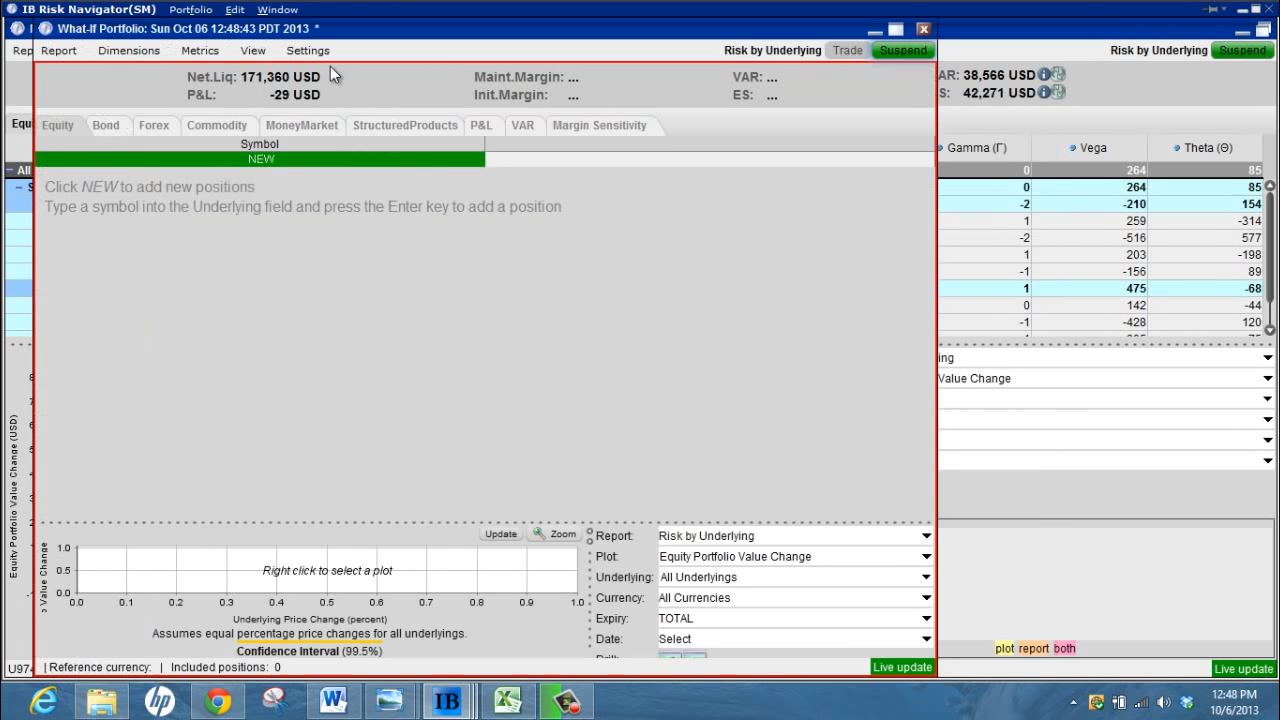 IB Risk Navigator(SM) Portfolio Edit Window
What-If Portfolio: Sun Oct 06 12:48:43 PDT 2013 *
Rep Report Dimensions Metrics View Settings Risk by Underlying Trade Suspend Risk by Underlying Suspend
Net.Liq: 171,360 USD Maint.Margin: ... VAR: ... AR: 38,566 USD
P&L: -29 USD Init.Margin: ... ES: ... S: 42,271 USD
Equ Equity Bond Forex Commodity MoneyMarket StructuredProducts P&L VAR Margin Sensitivity
Symbol Gamma (Γ) Vega Theta (Θ)
NEW
All 0 264 85
Click NEW to add new positions 0 264 85
Type a symbol into the Underlying field and press the Enter key to add a position -2 -210 154
1 259 -314
-2 -516 577
1 203 -198
-1 -156 89
1 475 -68
0 142 -44
-1 -428 120
ing
Value Change
Equity Portfolio Value Change (USD)
Update Zoom Report: Risk by Underlying
Plot: Equity Portfolio Value Change
Underlying: All Underlyings
Currency: All Currencies
Expiry: TOTAL
Date: Select
Value Change
1.0
0.5 Right click to select a plot
0.0
0.0 0.1 0.2 0.3 0.4 0.5 0.6 0.7 0.8 0.9 1.0
Underlying Price Change (percent)
Assumes equal percentage price changes for all underlyings.
Confidence Interval (99.5%)
plot report both
U974 | Reference currency: | Included positions: 0 Live update Live update
hp W IB X
12:48 PM
10/6/2013